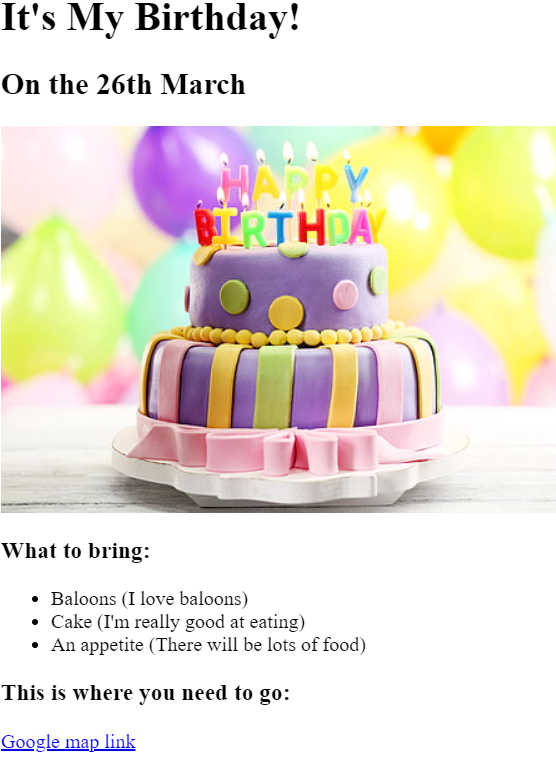 It's My Birthday!
On the 26th March
HAPPY
BIRTHDAY
What to bring:
Baloons (I love baloons)
Cake (I'm really good at eating)
An appetite (There will be lots of food)
This is where you need to go:
Google map link